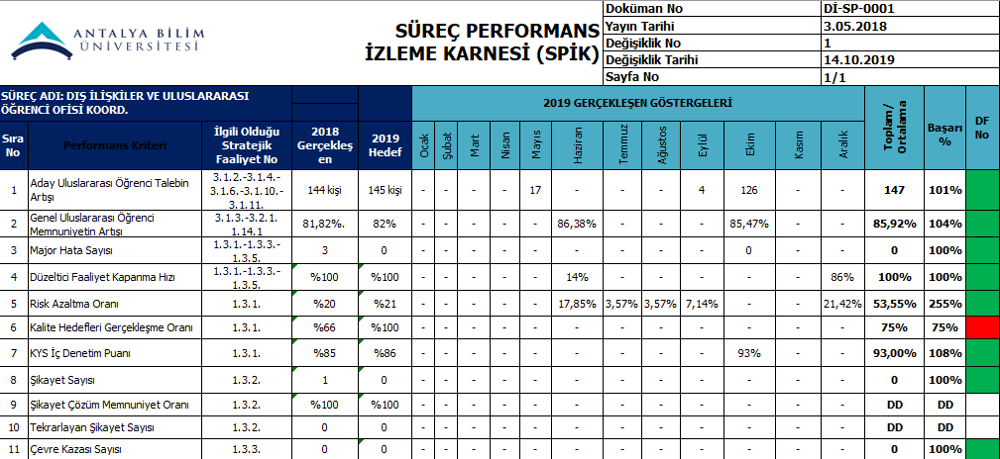 ANTALYA BİLİM
ÜNİVERSİTESİ
SÜREÇ PERFORMANS
İZLEME KARNESİ (SPİK)
Doküman No Dİ-SP-0001
Yayın Tarihi 3.05.2018
Değişiklik No 1
Değişiklik Tarihi 14.10.2019
Sayfa No 1/1
SÜREÇ ADI: DIŞ İLİŞKİLER VE ULUSLARARASI
ÖĞRENCİ OFİSİ KOORD.
2019 GERÇEKLEŞEN GÖSTERGELERİ
Sıra
No
Performans Kriteri
İlgili Olduğu
Stratejik
Faaliyet No
2018
Gerçekleş
en
2019
Hedef
Ocak Şubat Mart Nisan Mayıs Haziran Temmuz Ağustos Eylül Ekim Kasım Aralık
Toplam/
Ortalama
Başarı
%
DF
No
1 Aday Uluslararası Öğrenci Talebin
Artışı
3.1.2.-3.1.4.-
3.1.6.-3.1.10.-
3.1.11.
144 kişi 145 kişi - - - - 17 - - - 4 126 - - 147 101%
2 Genel Uluslararası Öğrenci
Memnuniyetin Artışı
3.1.3.-3.2.1.
1.14.1
81,82%. 82% - - - - - 86,38% - - - 85,47% - - 85,92% 104%
3 Major Hata Sayısı
1.3.1.-1.3.3.-
1.3.5.
3 0 - - - - - - - - - 0 - - 0 100%
4 Düzeltici Faaliyet Kapanma Hızı
1.3.1.-1.3.3.-
1.3.5.
%100 %100 - - - - - 14% - - - - - 86% 100% 100%
5 Risk Azaltma Oranı 1.3.1. %20 %21 - - - - - 17,85% 3,57% 3,57% 7,14% - - 21,42% 53,55% 255%
6 Kalite Hedefleri Gerçekleşme Oranı 1.3.1. %66 %100 - - - - - - - - - - - - 75% 75%
7 KYS İç Denetim Puanı 1.3.1. %85 %86 - - - - - - - - - 93% - - 93,00% 108%
8 Şikayet Sayısı 1.3.2. 1 0 - - - - - - - - - - - - 0 100%
9 Şikayet Çözüm Memnuniyet Oranı 1.3.2. %100 %100 - - - - - - - - - - - - DD DD
10 Tekrarlayan Şikayet Sayısı 1.3.2. 0 0 - - - - - - - - - - - - DD DD
11 Çevre Kazası Sayısı 1.3.3. 0 0 - - - - - - - - - - - - 0 100%